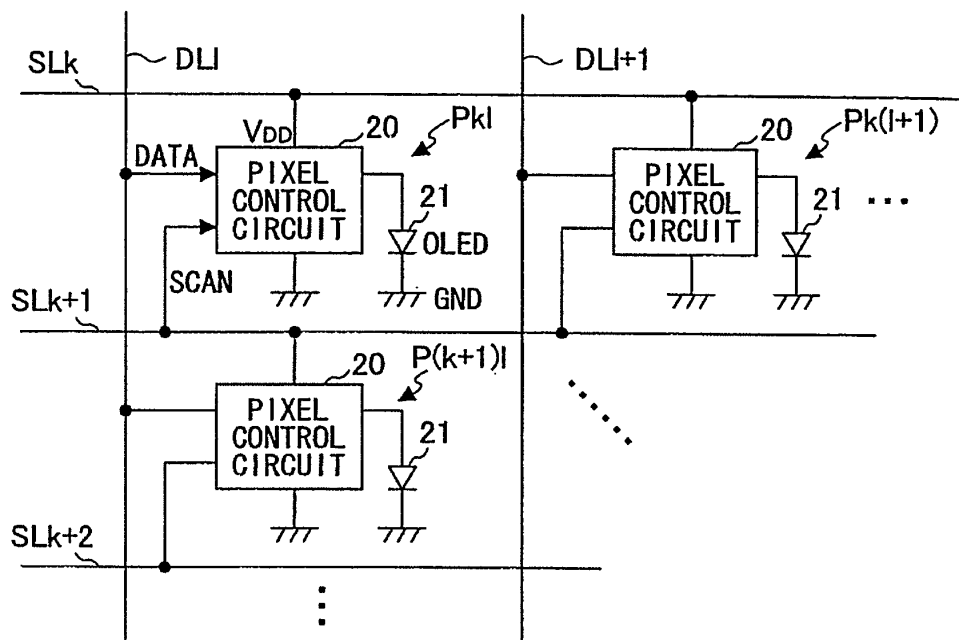 DLl
DLl+1
SLk
VDD
20
Pkl
20
Pk(l+1)
DATA
PIXEL
CONTROL
CIRCUIT
21
OLED
PIXEL
CONTROL
CIRCUIT
21
...
SCAN
GND
SLk+1
20
P(k+1)l
PIXEL
CONTROL
CIRCUIT
21
SLk+2